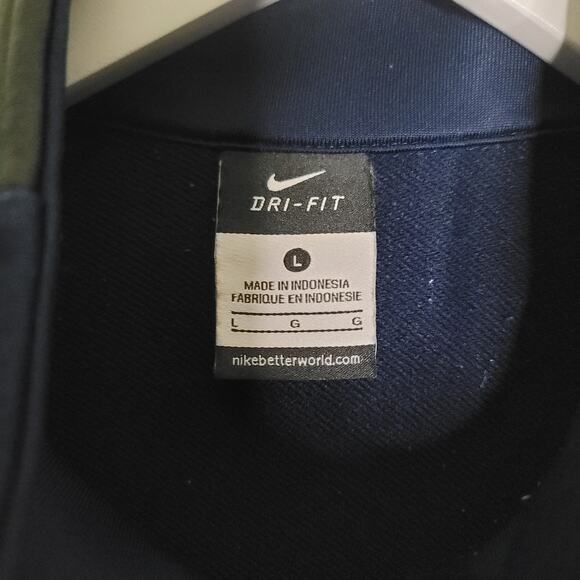 DRI-FIT
L
MADE IN INDONESIA
FABRIQUE EN INDONESIE
L G G
nikebetterworld.com